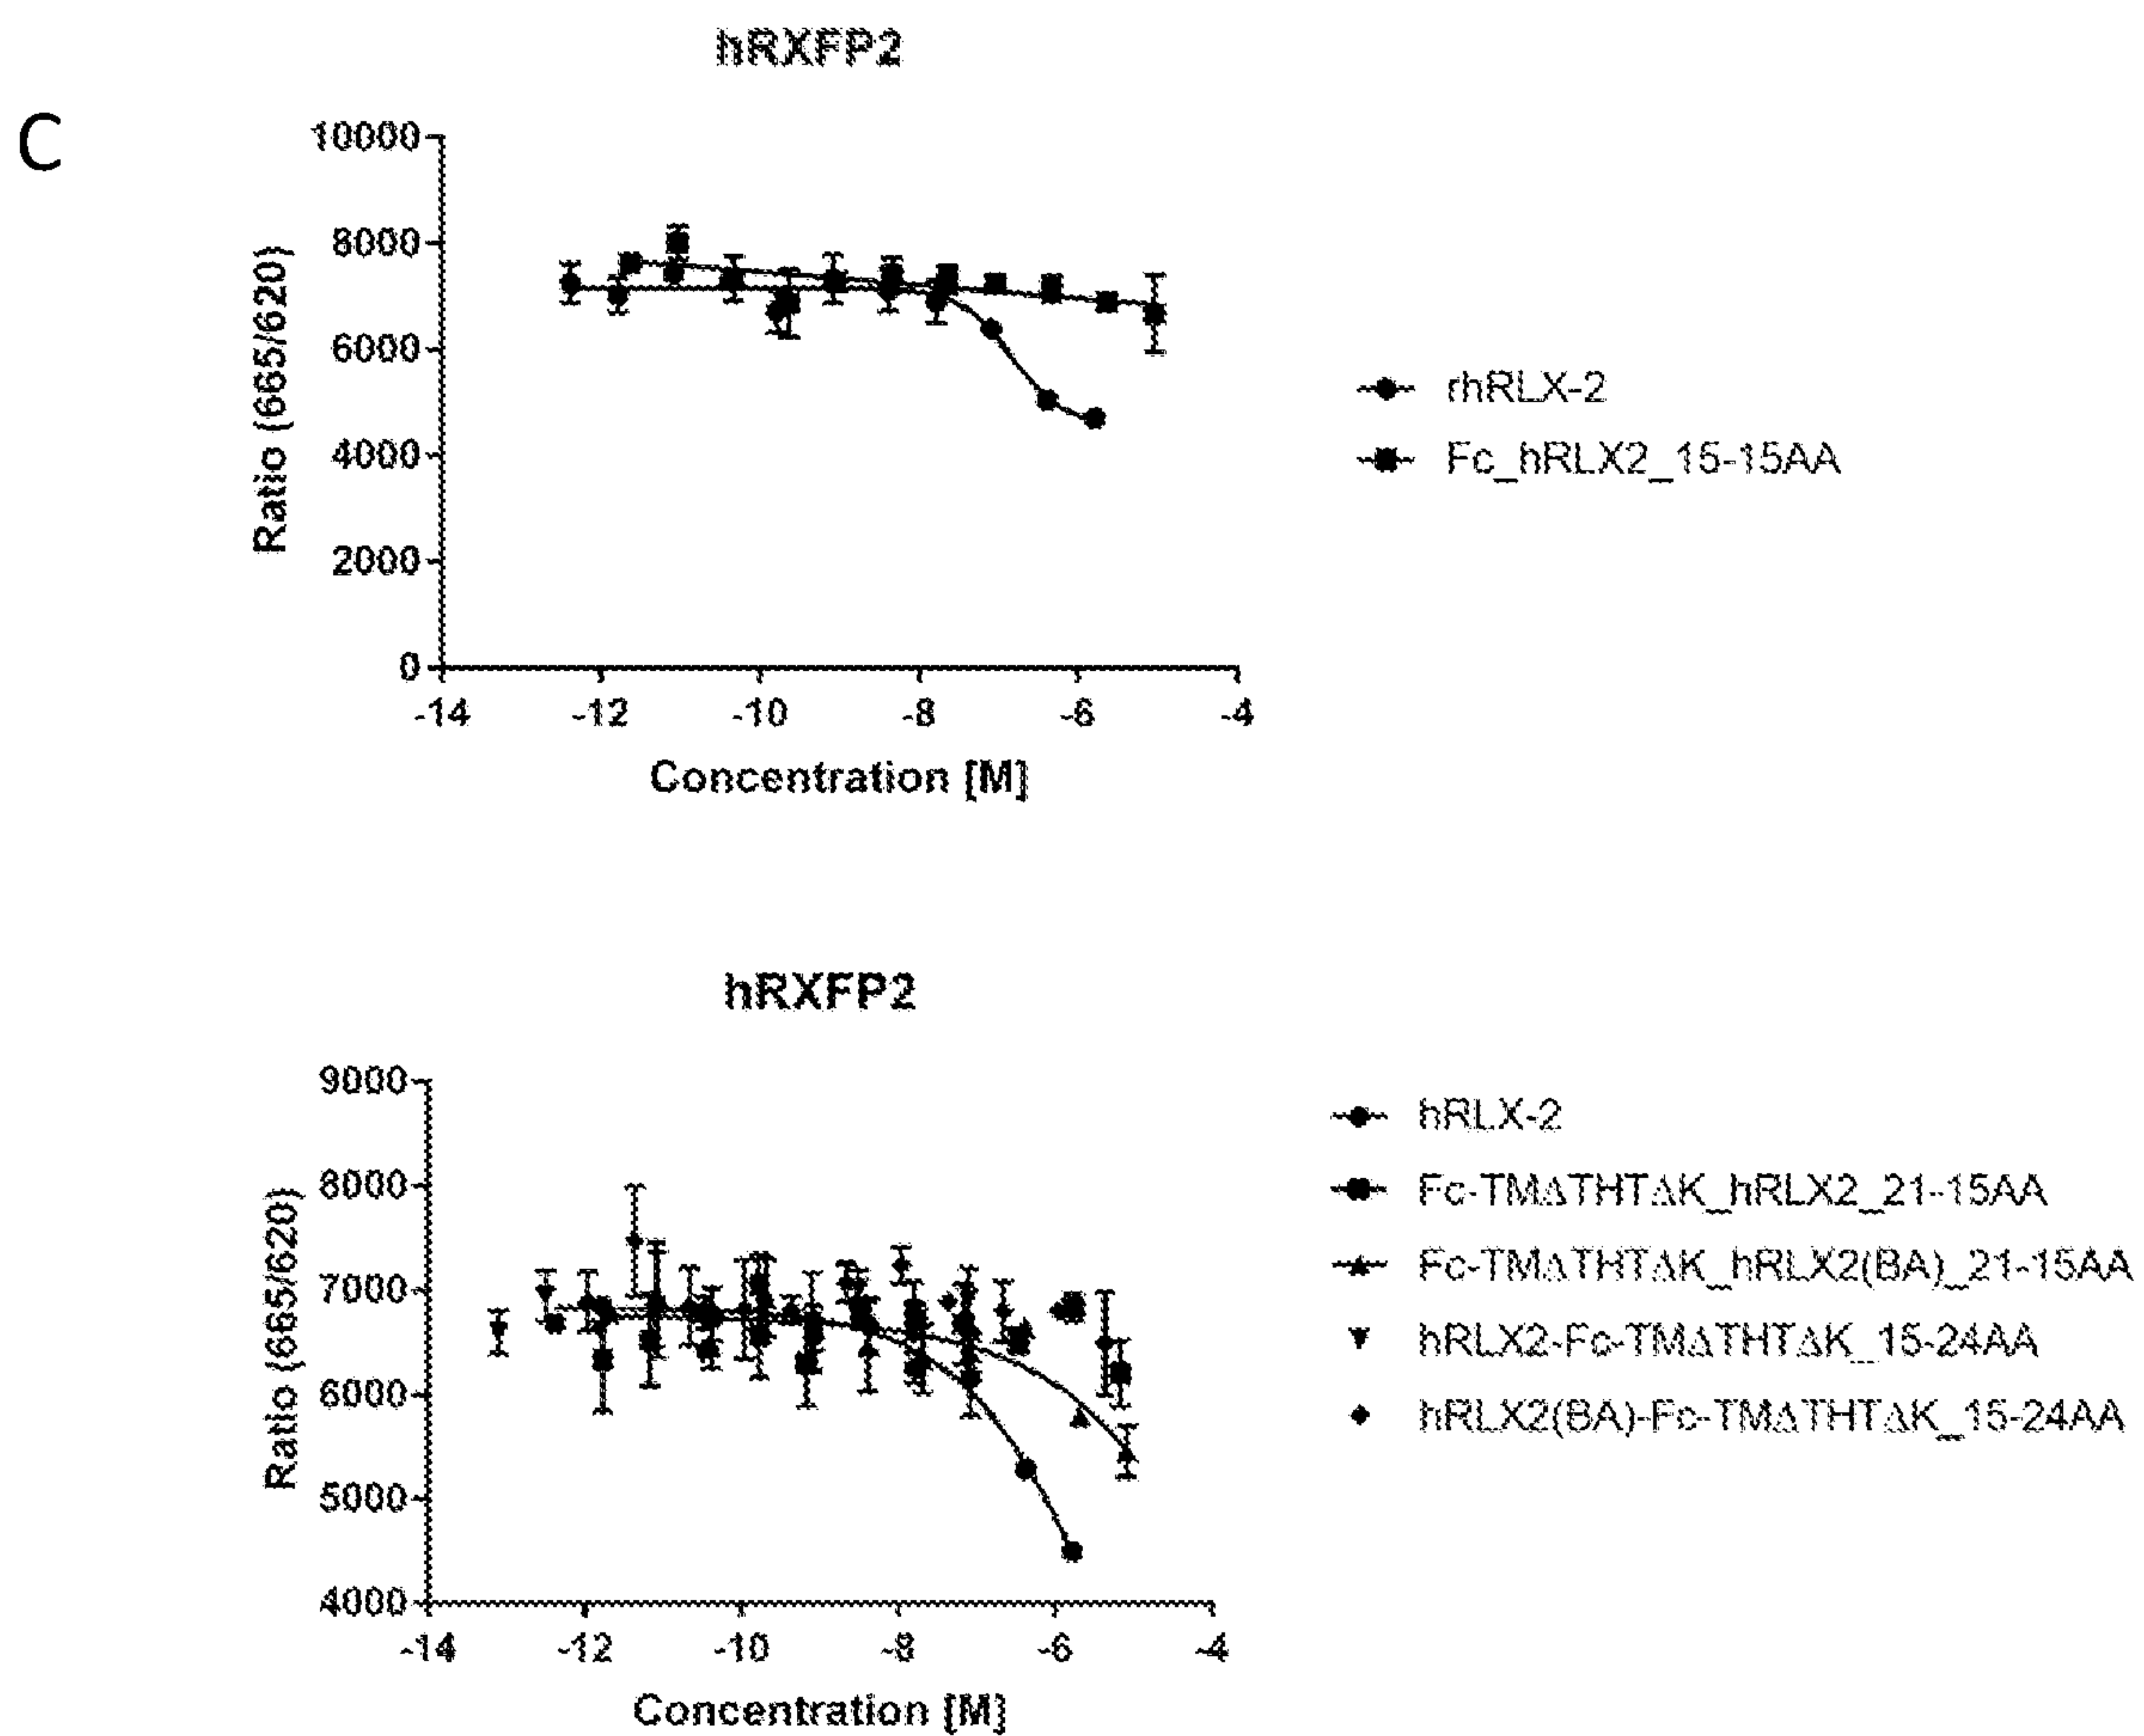 C
hRXFP2
10000
8000
6000
4000
2000
0
Ratio (665/620)
-14 -12 -10 -8 -6 -4
Concentration [M]
rhRLX-2
Fc_hRLX2_15-15AA
hRXFP2
9000
8000
7000
6000
5000
4000
Ratio (665/620)
-14 -12 -10 -8 -6 -4
Concentration [M]
hRLX-2
Fc-TMΔTHTΔK_hRLX2_21-15AA
Fc-TMΔTHTΔK_hRLX2(BA)_21-15AA
hRLX2-Fc-TMΔTHTΔK_15-24AA
hRLX2(BA)-Fc-TMΔTHTΔK_15-24AA